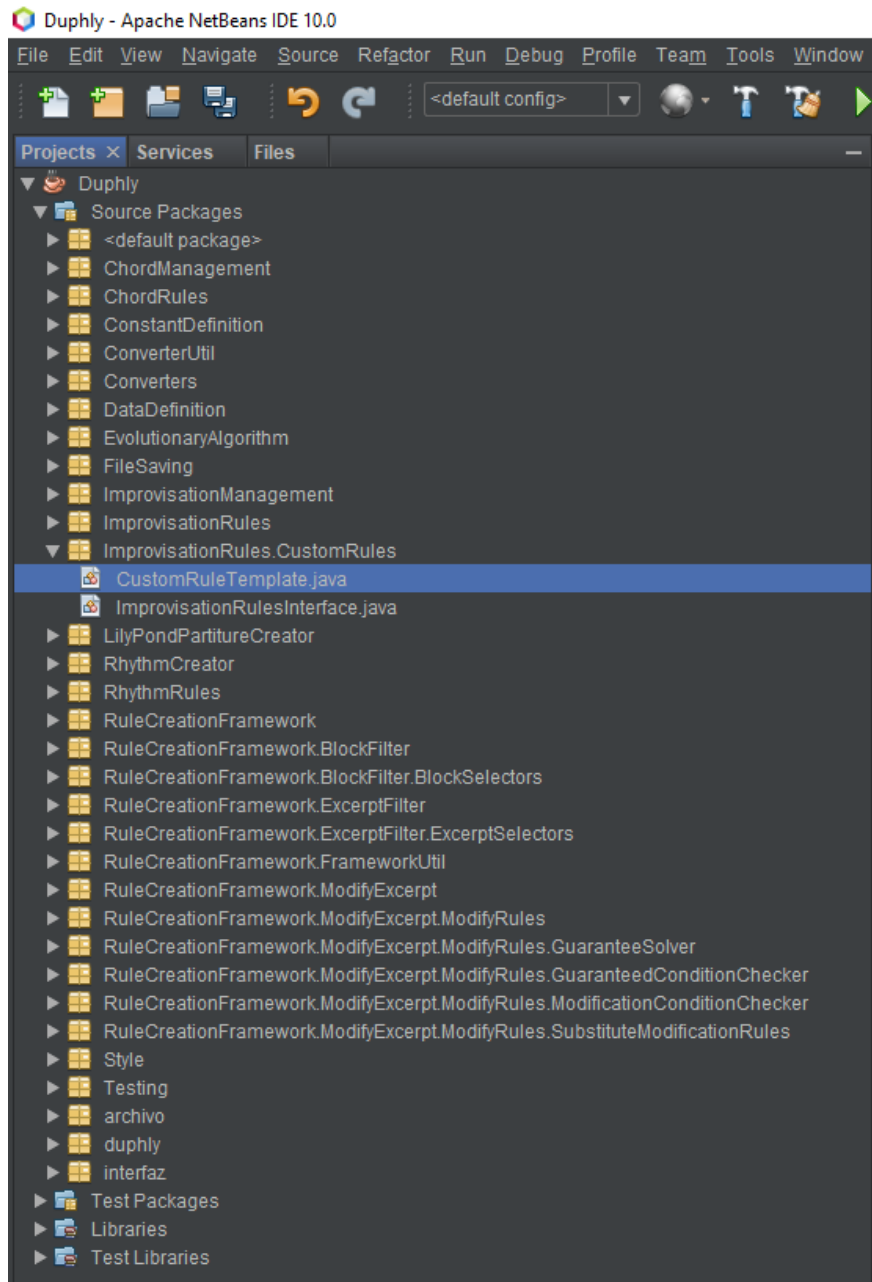 Duphly - Apache NetBeans IDE 10.0
File Edit View Navigate Source Refactor Run Debug Profile Team Tools Window
<default config>
Projects Services Files
Duphly
Source Packages
<default package>
ChordManagement
ChordRules
ConstantDefinition
ConverterUtil
Converters
DataDefinition
EvolutionaryAlgorithm
FileSaving
ImprovisationManagement
ImprovisationRules
ImprovisationRules.CustomRules
CustomRuleTemplate.java
ImprovisationRulesInterface.java
LilyPondPartitureCreator
RhythmCreator
RhythmRules
RuleCreationFramework
RuleCreationFramework.BlockFilter
RuleCreationFramework.BlockFilter.BlockSelectors
RuleCreationFramework.ExcerptFilter
RuleCreationFramework.ExcerptFilter.ExcerptSelectors
RuleCreationFramework.FrameworkUtil
RuleCreationFramework.ModifyExcerpt
RuleCreationFramework.ModifyExcerpt.ModifyRules
RuleCreationFramework.ModifyExcerpt.ModifyRules.GuaranteeSolver
RuleCreationFramework.ModifyExcerpt.ModifyRules.GuaranteedConditionChecker
RuleCreationFramework.ModifyExcerpt.ModifyRules.ModificationConditionChecker
RuleCreationFramework.ModifyExcerpt.ModifyRules.SubstituteModificationRules
Style
Testing
archivo
duphly
interfaz
Test Packages
Libraries
Test Libraries